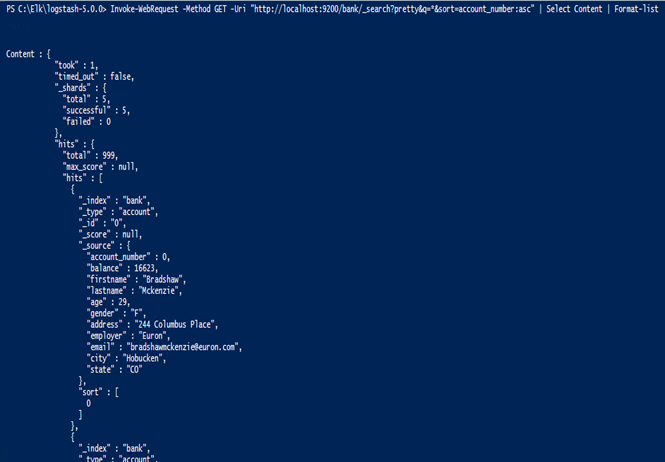 PS C:\Elk\logstash-5.0.0> Invoke-WebRequest -Method GET -Uri "http://localhost:9200/bank/_search?pretty&q=*&sort=account_number:asc" | Select Content | Format-list
Content : {
"took" : 1,
"timed_out" : false,
"_shards" : {
"total" : 5,
"successful" : 5,
"failed" : 0
},
"hits" : {
"total" : 999,
"max_score" : null,
"hits" : [
{
"_index" : "bank",
"_type" : "account",
"_id" : "0",
"_score" : null,
"_source" : {
"account_number" : 0,
"balance" : 16623,
"firstname" : "Bradshaw",
"lastname" : "Mckenzie",
"age" : 29,
"gender" : "F",
"address" : "244 Columbus Place",
"employer" : "Euron",
"email" : "bradshawmckenzie@euron.com",
"city" : "Hobucken",
"state" : "CO"
},
"sort" : [
0
]
},
{
"_index" : "bank",
"_type" : "account",